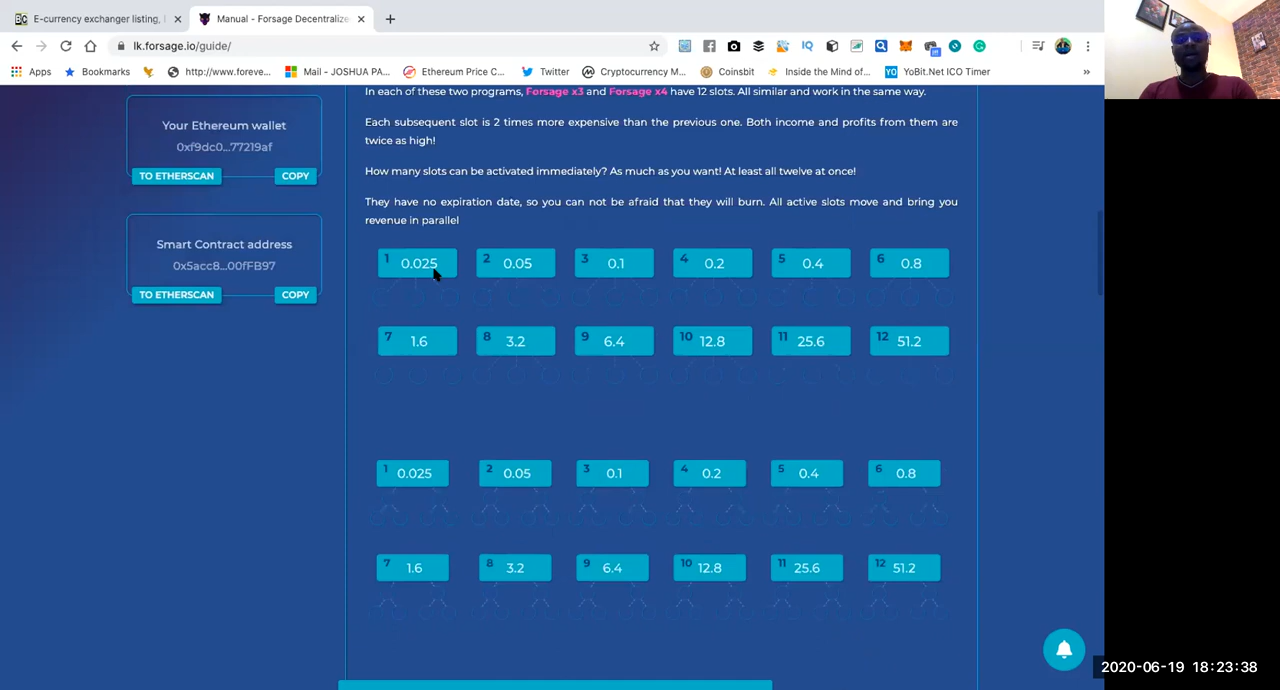 E-currency exchanger listing,
Manual - Forsage Decentralize
lk.forsage.io/guide/
Apps
Bookmarks
http://www.foreve...
Mail - JOSHUA PA...
Ethereum Price C...
Twitter
Cryptocurrency M...
Coinsbit
Inside the Mind of...
YoBit.Net ICO Terminal
»
Your Ethereum wallet
0xf9dc0...77219af
TO ETHERSCAN COPY
Smart Contract address
0x5acc8...00fFB97
TO ETHERSCAN COPY
In each of these two programs, Forsage x3 and Forsage x4 have 12 slots. All similar and work in the same way.
Each subsequent slot is 2 times more expensive than the previous one. Both income and profits from them are
twice as high!
How many slots can be activated immediately? As much as you want! At least all twelve at once!
They have no expiration date, so you can not be afraid that they will burn. All active slots move and bring you
revenue in parallel
1 0.025 2 0.05 3 0.1 4 0.2 5 0.4 6 0.8
7 1.6 8 3.2 9 6.4 10 12.8 11 25.6 12 51.2
1 0.025 2 0.05 3 0.1 4 0.2 5 0.4 6 0.8
7 1.6 8 3.2 9 6.4 10 12.8 11 25.6 12 51.2
2020-06-19 18:23:38